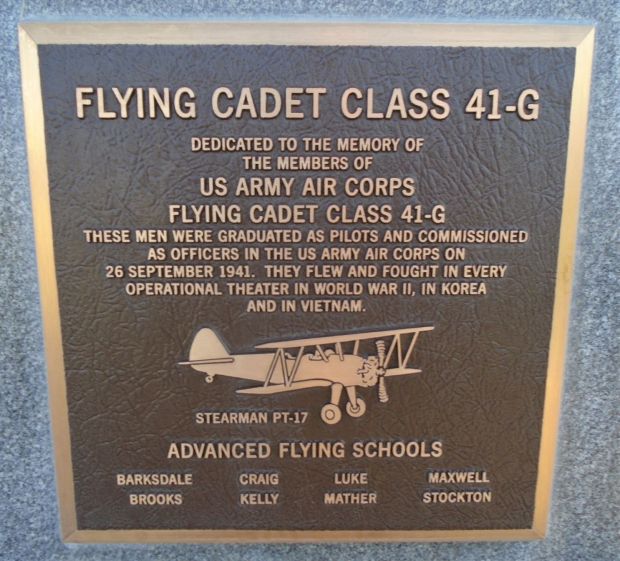 FLYING CADET CLASS 41-G
DEDICATED TO THE MEMORY OF
THE MEMBERS OF
US ARMY AIR CORPS
FLYING CADET CLASS 41-G
THESE MEN WERE GRADUATED AS PILOTS AND COMMISSIONED
AS OFFICERS IN THE US ARMY AIR CORPS ON
26 SEPTEMBER 1941. THEY FLEW AND FOUGHT IN EVERY
OPERATIONAL THEATER IN WORLD WAR II, IN KOREA
AND IN VIETNAM.
STEARMAN PT-17
ADVANCED FLYING SCHOOLS
BARKSDALE CRAIG LUKE MAXWELL
BROOKS KELLY MATHER STOCKTON